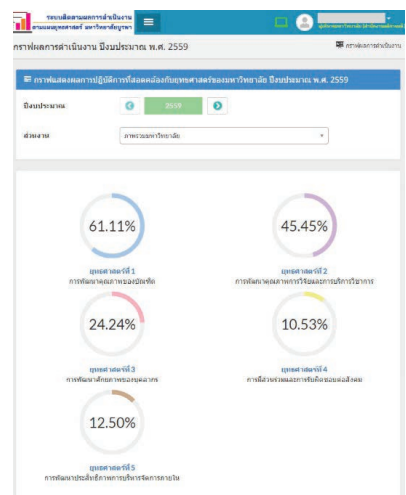 ระบบติดตามผลการดำเนินงาน
ตามแผนยุทธศาสตร์ มหาวิทยาลัยบูรพา
กราฟผลการดำเนินงาน ปีงบประมาณ พ.ศ. 2559
กราฟผลการดำเนินงาน
กราฟแสดงผลการปฏิบัติการที่สอดคล้องกับยุทธศาสตร์ของมหาวิทยาลัย ปีงบประมาณ พ.ศ. 2559
ปีงบประมาณ
2559
ส่วนงาน
ภาพรวมมหาวิทยาลัย
61.11%
45.45%
ยุทธศาสตร์ที่ 1
การพัฒนาคุณภาพของบัณฑิต
ยุทธศาสตร์ที่ 2
การพัฒนาคุณภาพการวิจัยและการบริการวิชาการ
24.24%
10.53%
ยุทธศาสตร์ที่ 3
การพัฒนาศักยภาพของบุคลากร
ยุทธศาสตร์ที่ 4
การมีส่วนร่วมและการรับผิดชอบต่อสังคม
12.50%
ยุทธศาสตร์ที่ 5
การพัฒนาประสิทธิภาพการบริหารจัดการภายใน